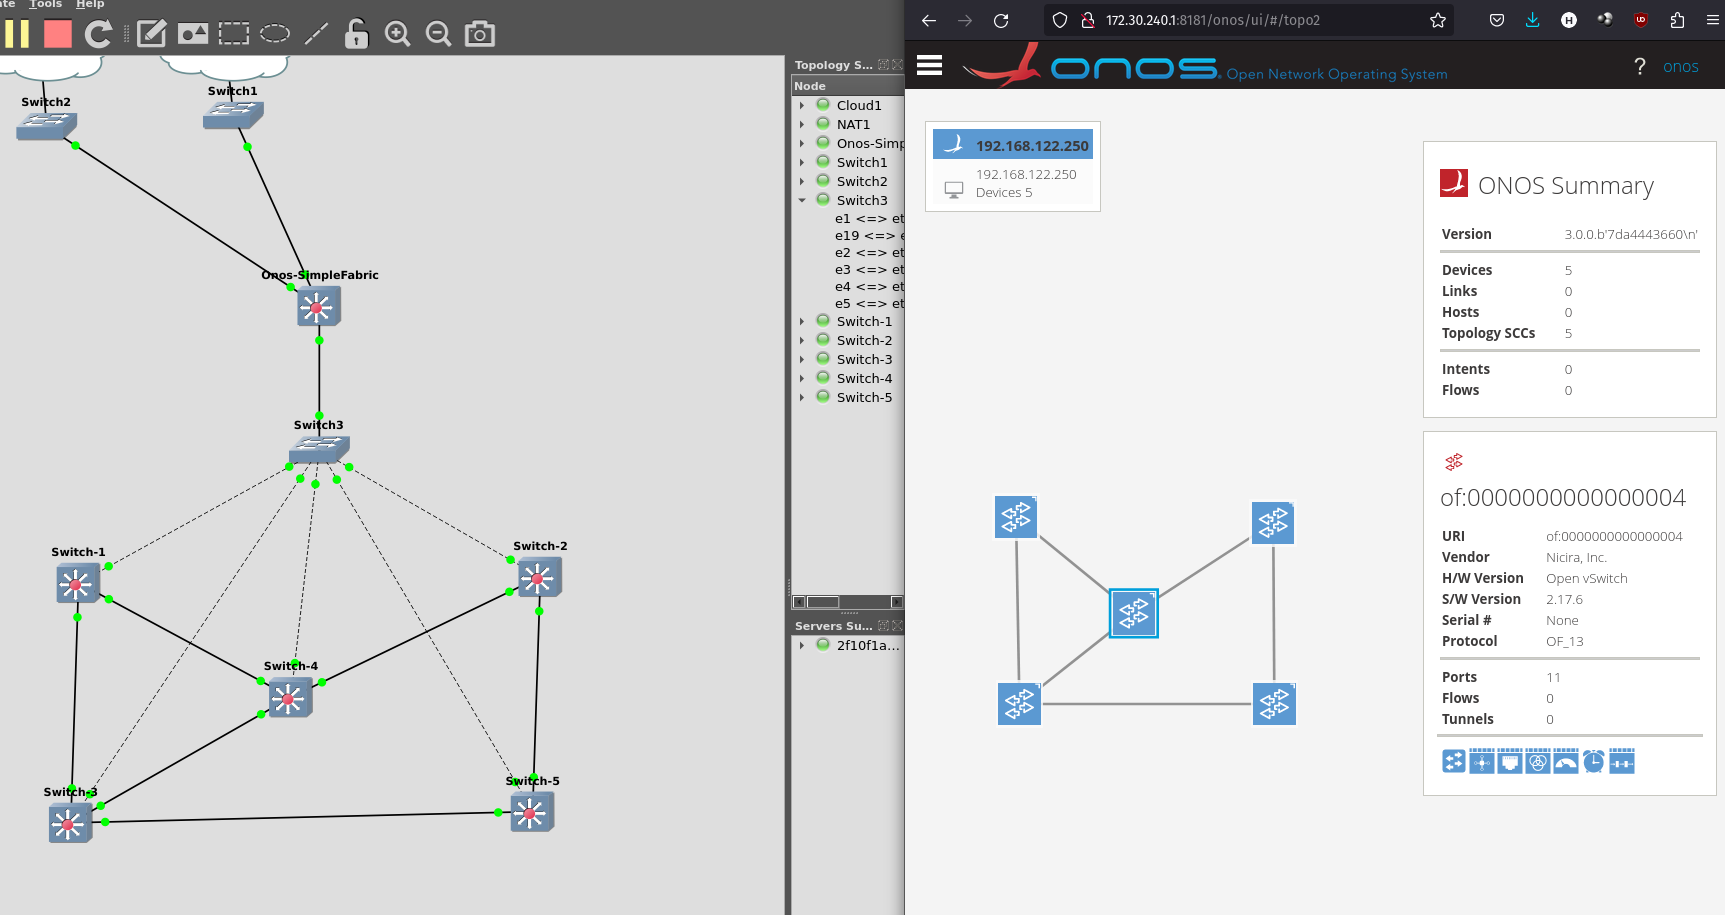 Tools Help
Switch2
Switch1
Onos-SimpleFabric
Switch3
Switch-1
Switch-2
Switch-4
Switch-3
Switch-5
Topology S...
Node
Cloud1
NAT1
Onos-Simp
Switch1
Switch2
Switch3
e1 <=> et
e19 <=> e
e2 <=> et
e3 <=> et
e4 <=> et
e5 <=> et
Switch-1
Switch-2
Switch-3
Switch-4
Switch-5
Servers Su...
2f10f1a...
172.30.240.1:8181/onos/ui/#/topo2
onos Open Network Operating System
? onos
192.168.122.250
192.168.122.250
Devices 5
ONOS Summary
Version 3.0.0.b'7da4443660\n'
Devices 5
Links 0
Hosts 0
Topology SCCs 5
Intents 0
Flows 0
of:0000000000000004
URI of:0000000000000004
Vendor Nicira, Inc.
H/W Version Open vSwitch
S/W Version 2.17.6
Serial # None
Protocol OF_13
Ports 11
Flows 0
Tunnels 0